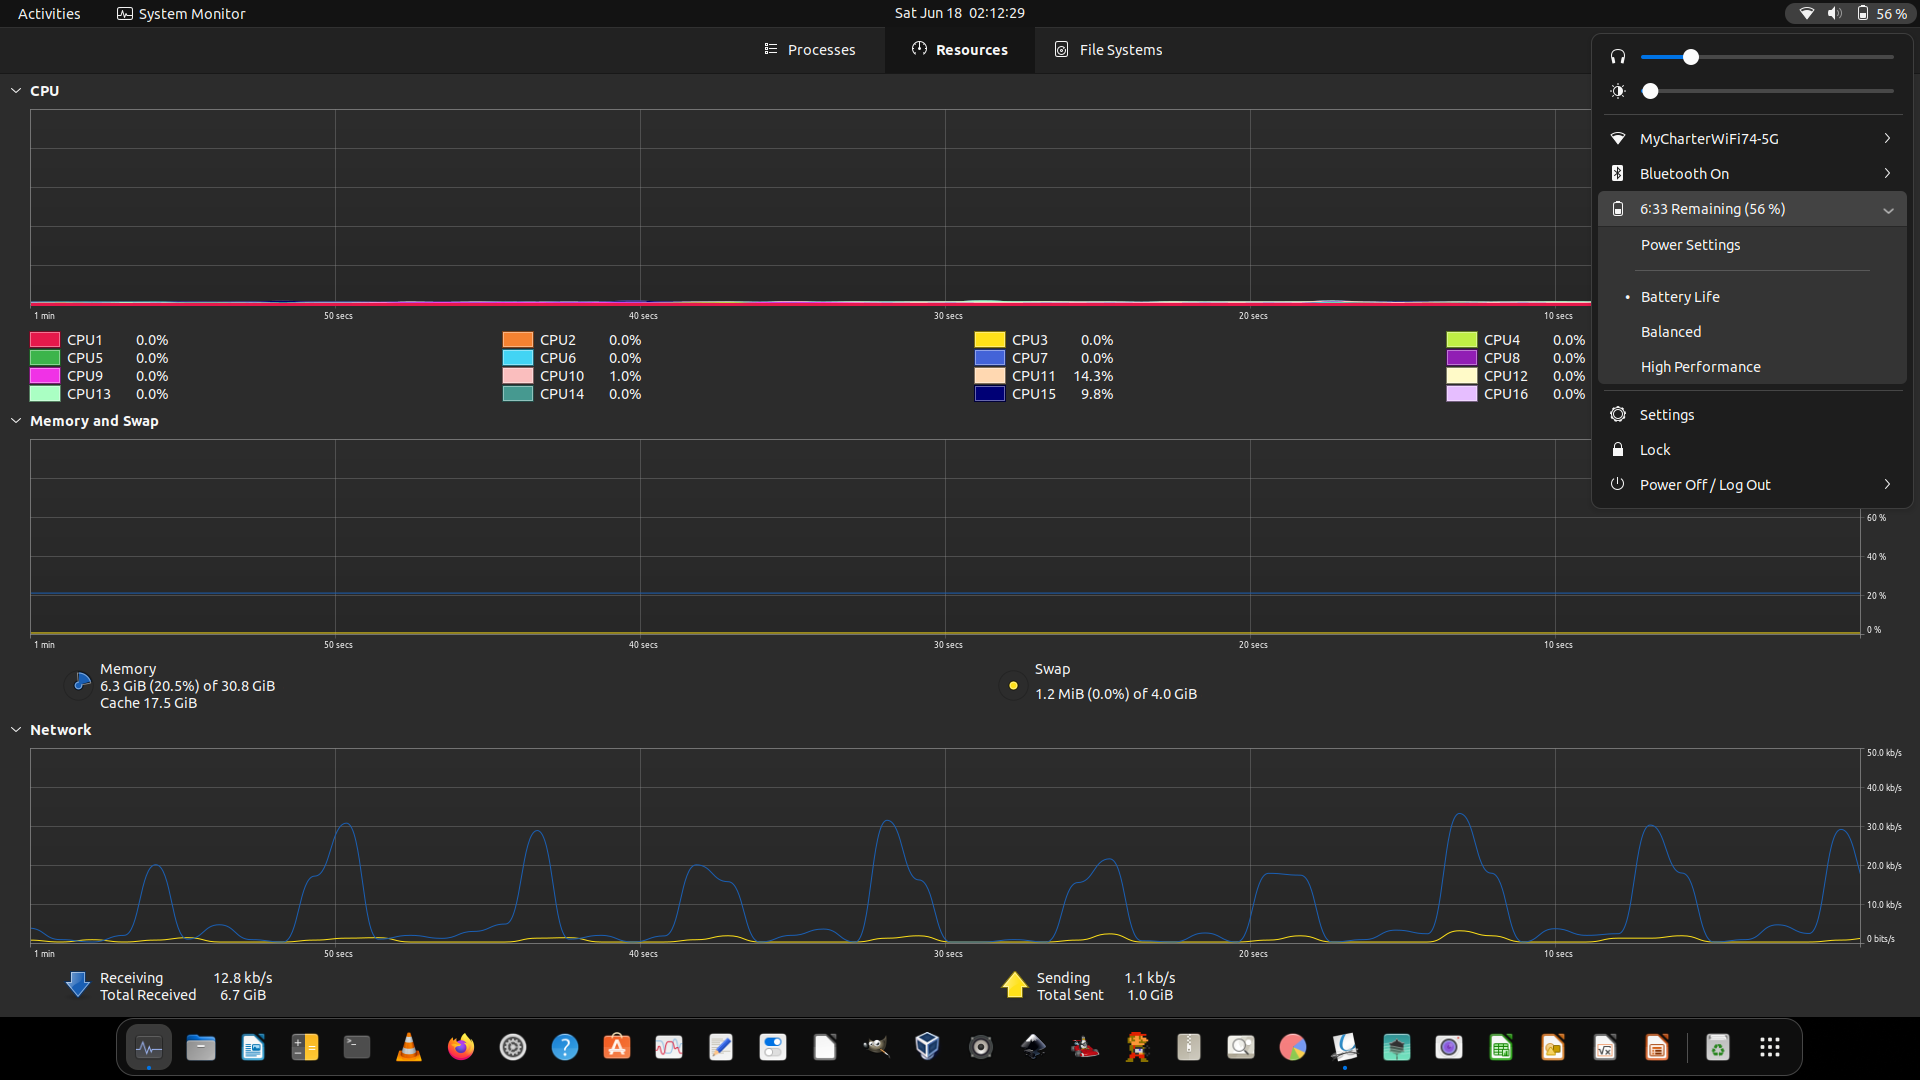 Activities
System Monitor
Sat Jun 18 02:12:29
56 %
Processes
Resources
File Systems
CPU
1 min 50 secs 40 secs 30 secs 20 secs 10 secs
CPU1 0.0% CPU2 0.0% CPU3 0.0% CPU4 0.0%
CPU5 0.0% CPU6 0.0% CPU7 0.0% CPU8 0.0%
CPU9 0.0% CPU10 1.0% CPU11 14.3% CPU12 0.0%
CPU13 0.0% CPU14 0.0% CPU15 9.8% CPU16 0.0%
MyCharterWiFi74-5G
Bluetooth On
6:33 Remaining (56 %)
Power Settings
• Battery Life
Balanced
High Performance
Settings
Lock
Power Off / Log Out
Memory and Swap
60 %
40 %
20 %
0 %
1 min 50 secs 40 secs 30 secs 20 secs 10 secs
Memory
6.3 GiB (20.5%) of 30.8 GiB
Cache 17.5 GiB
Swap
1.2 MiB (0.0%) of 4.0 GiB
Network
50.0 kb/s
40.0 kb/s
30.0 kb/s
20.0 kb/s
10.0 kb/s
0 bits/s
1 min 50 secs 40 secs 30 secs 20 secs 10 secs
Receiving 12.8 kb/s
Total Received 6.7 GiB
Sending 1.1 kb/s
Total Sent 1.0 GiB